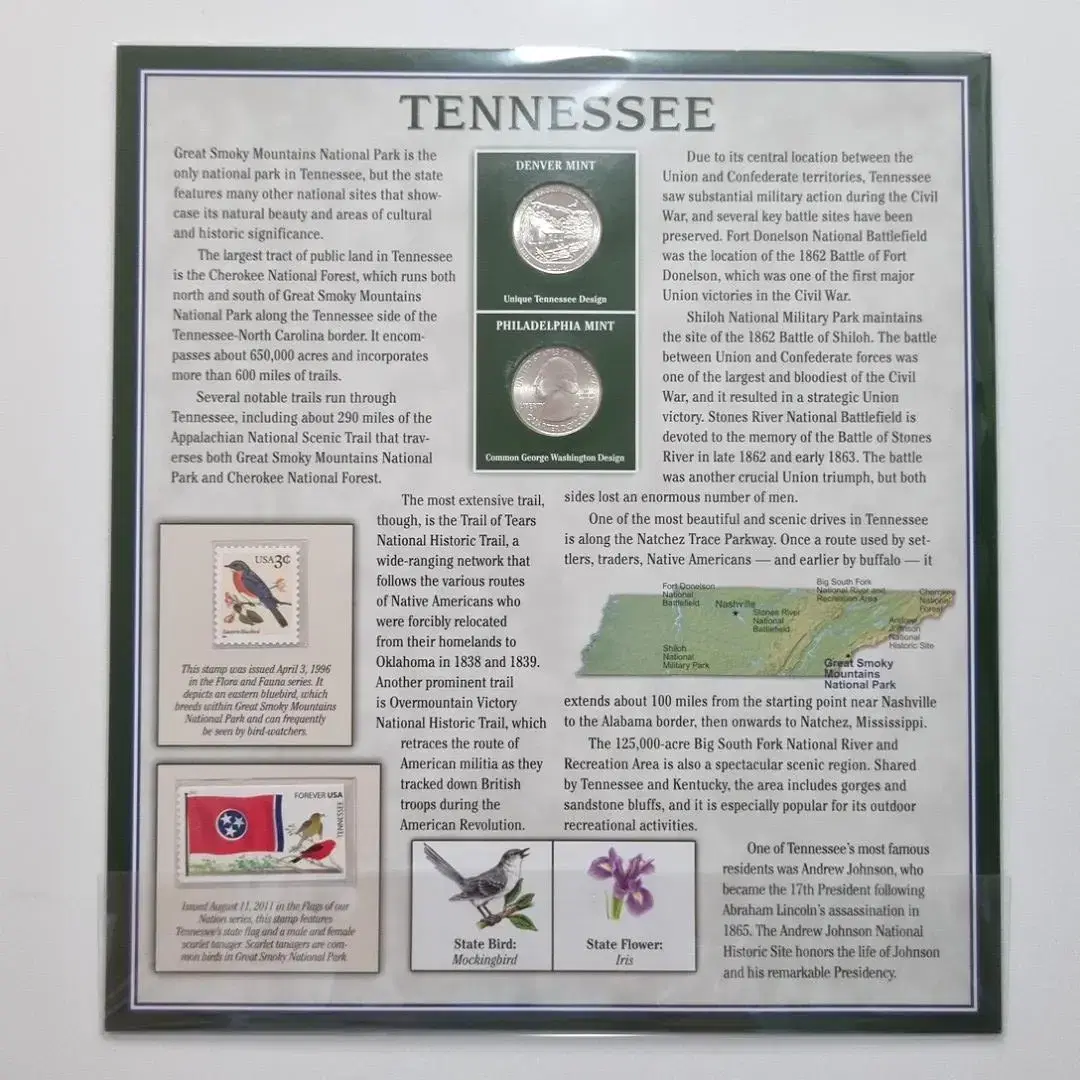 TENNESSEE
Great Smoky Mountains National Park is the
only national park in Tennessee, but the state
features many other national sites that show-
case its natural beauty and areas of cultural
and historic significance.
The largest tract of public land in Tennessee
is the Cherokee National Forest, which runs both
north and south of Great Smoky Mountains
National Park along the Tennessee side of the
Tennessee-North Carolina border. It encom-
passes about 650,000 acres and incorporates
more than 600 miles of trails.
Several notable trails run through
Tennessee, including about 290 miles of the
Appalachian National Scenic Trail that trav-
erses both Great Smoky Mountains National
Park and Cherokee National Forest.
The most extensive trail,
though, is the Trail of Tears
National Historic Trail, a
wide-ranging network that
follows the various routes
of Native Americans who
were forcibly relocated
from their homelands to
Oklahoma in 1838 and 1839.
Another prominent trail
is Overmountain Victory
National Historic Trail, which
retraces the route of
American militia as they
tracked down British
troops during the
American Revolution.
DENVER MINT
Unique Tennessee Design
PHILADELPHIA MINT
LIBERTY
QUARTER DOLLAR
Common George Washington Design
Due to its central location between the
Union and Confederate territories, Tennessee
saw substantial military action during the Civil
War, and several key battle sites have been
preserved. Fort Donelson National Battlefield
was the location of the 1862 Battle of Fort
Donelson, which was one of the first major
Union victories in the Civil War.
Shiloh National Military Park maintains
the site of the 1862 Battle of Shiloh. The battle
between Union and Confederate forces was
one of the largest and bloodiest of the Civil
War, and it resulted in a strategic Union
victory. Stones River National Battlefield is
devoted to the memory of the Battle of Stones
River in late 1862 and early 1863. The battle
was another crucial Union triumph, but both
sides lost an enormous number of men.
One of the most beautiful and scenic drives in Tennessee
is along the Natchez Trace Parkway. Once a route used by set-
tlers, traders, Native Americans — and earlier by buffalo — it
Fort Donelson
National
Battlefield
Nashville
Stones River
National
Battlefield
Big South Fork
National River and
Recreation Area
Cherokee
National
Forest
Andrew
Johnson
National
Historic Site
Shiloh
National
Military Park
Great Smoky
Mountains
National Park
extends about 100 miles from the starting point near Nashville
to the Alabama border, then onwards to Natchez, Mississippi.
The 125,000-acre Big South Fork National River and
Recreation Area is also a spectacular scenic region. Shared
by Tennessee and Kentucky, the area includes gorges and
sandstone bluffs, and it is especially popular for its outdoor
recreational activities.
One of Tennessee's most famous
residents was Andrew Johnson, who
became the 17th President following
Abraham Lincoln's assassination in
1865. The Andrew Johnson National
Historic Site honors the life of Johnson
and his remarkable Presidency.
USA3¢
Eastern Bluebird
This stamp was issued April 3, 1996
in the Flora and Fauna series. It
depicts an eastern bluebird, which
breeds within Great Smoky Mountains
National Park and can frequently
be seen by bird-watchers.
FOREVER USA
TENNESSEE
Issued August 11, 2011 in the Flags of our
Nation series, this stamp features
Tennessee's state flag and a male and female
scarlet tanager. Scarlet tanagers are com-
mon birds in Great Smoky National Park
State Bird:
Mockingbird
State Flower:
Iris